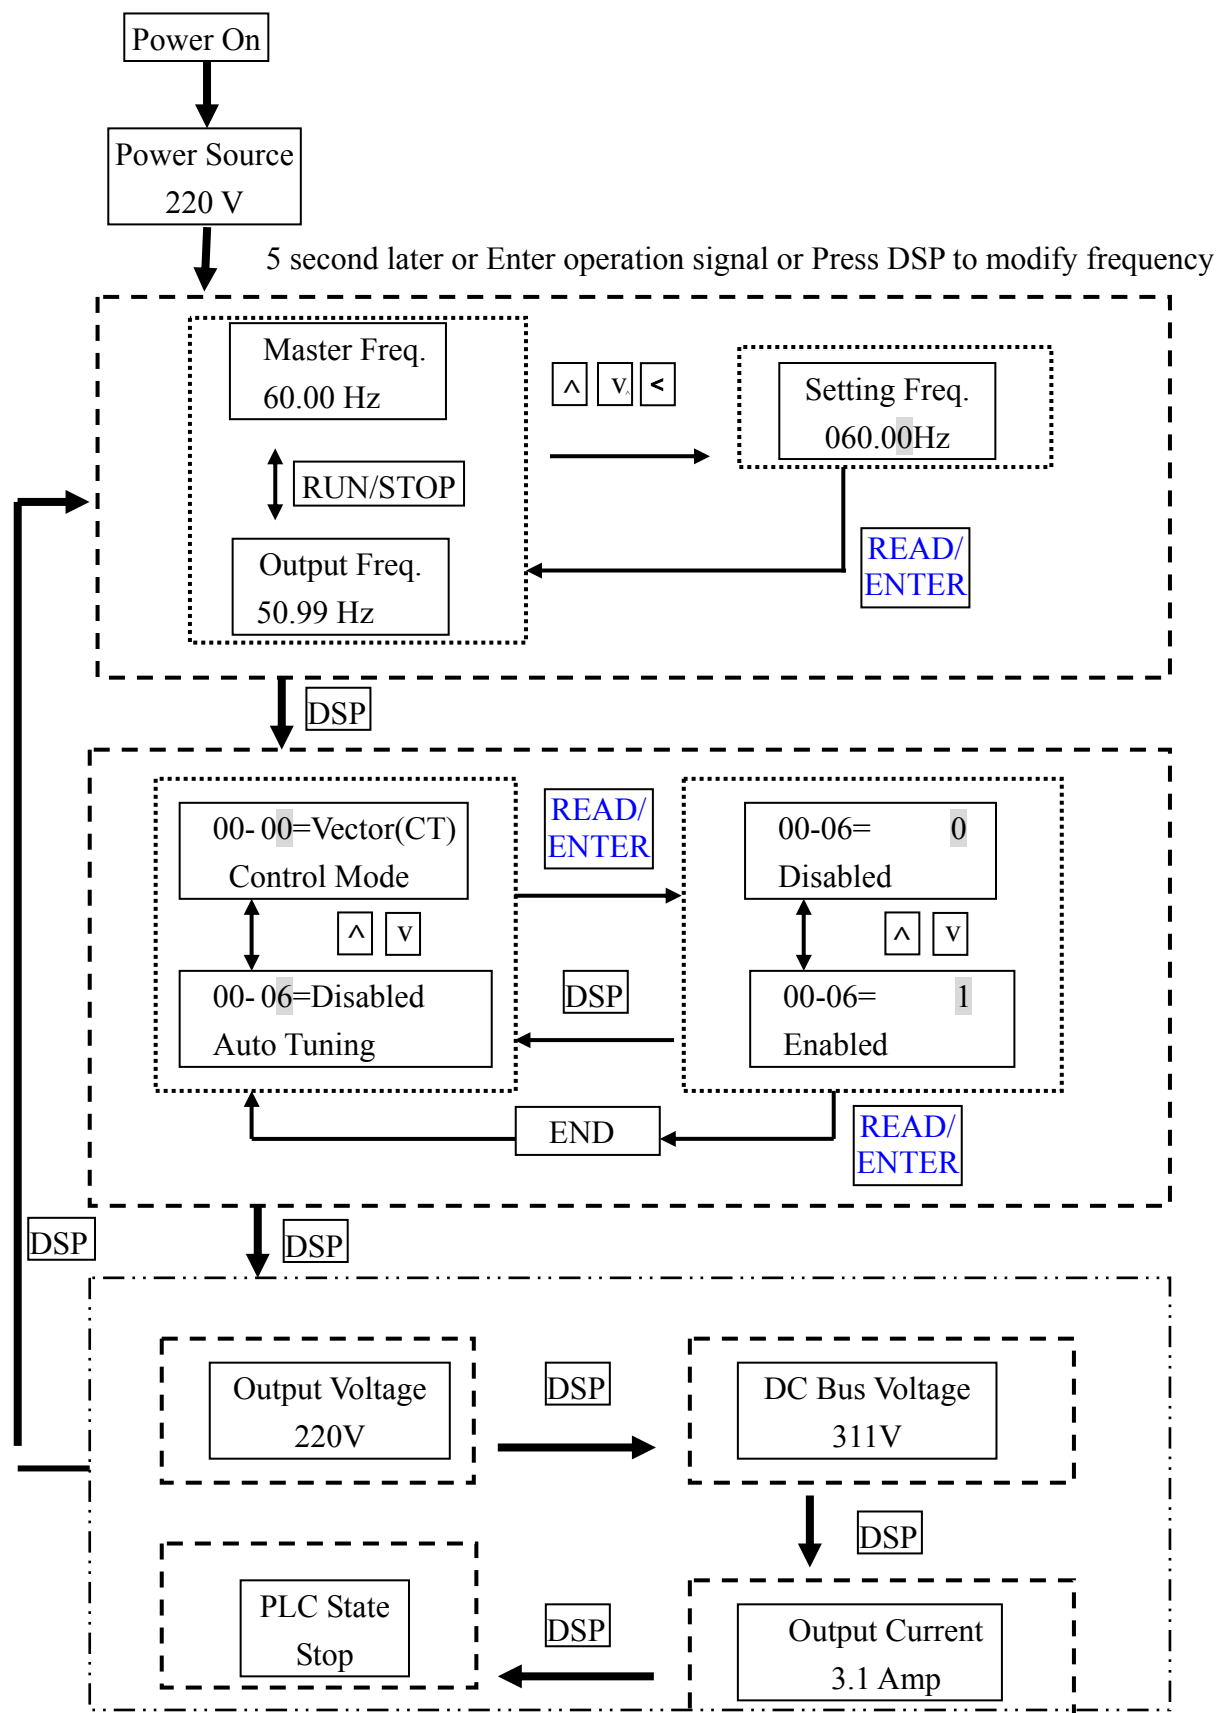 Power On
Power Source
220 V
5 second later or Enter operation signal or Press DSP to modify frequency
Master Freq.
60.00 Hz
^ v ^ <
Setting Freq.
060.00Hz
RUN/STOP
Output Freq.
50.99 Hz
READ/
ENTER
DSP
00- 00=Vector(CT)
Control Mode
READ/
ENTER
00-06= 0
Disabled
^ v
^ v
00- 06=Disabled
Auto Tuning
DSP
00-06= 1
Enabled
END
READ/
ENTER
DSP
DSP
Output Voltage
220V
DSP
DC Bus Voltage
311V
DSP
PLC State
Stop
DSP
Output Current
3.1 Amp